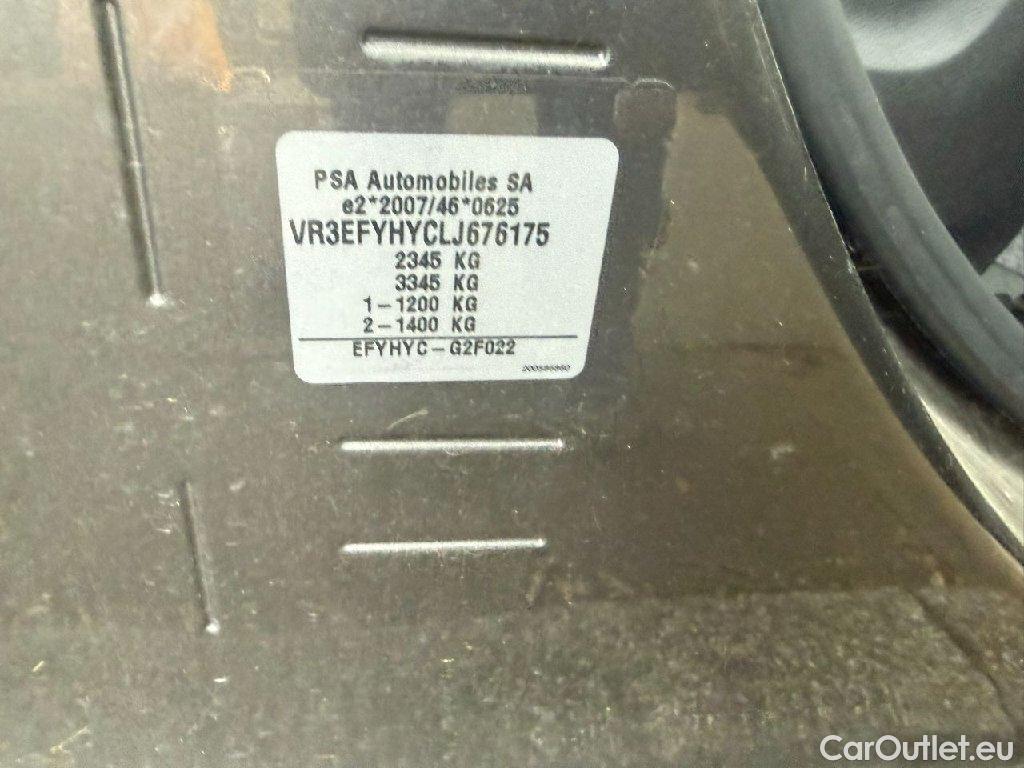 PSA Automobiles SA
e2*2007/46*0625
VR3EFYHYCLJ676175
2345 KG
3345 KG
1-1200 KG
2-1400 KG
EFYHYC-G2F022
CarOutlet.eu